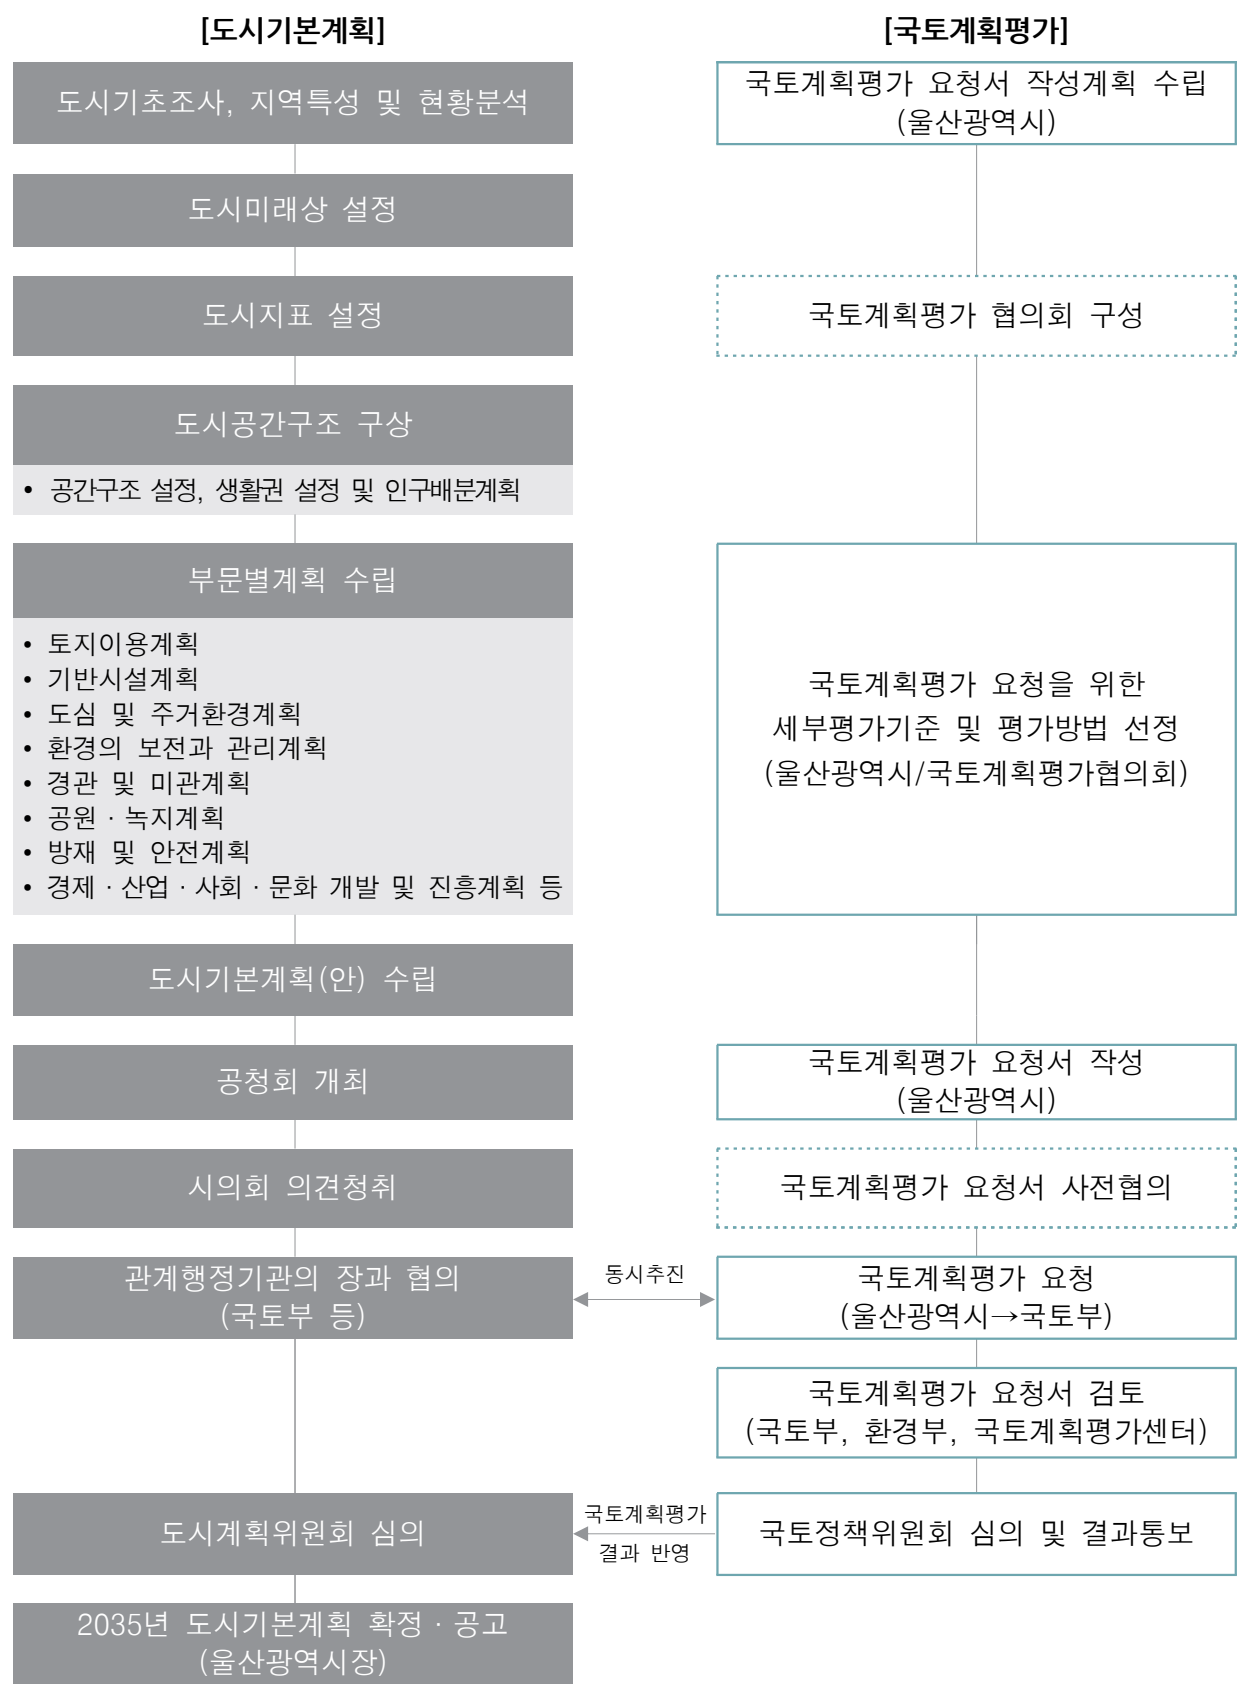 [도시기본계획]
도시기초조사, 지역특성 및 현황분석
도시미래상 설정
도시지표 설정
도시공간구조 구상
• 공간구조 설정, 생활권 설정 및 인구배분계획
부문별계획 수립
• 토지이용계획
• 기반시설계획
• 도심 및 주거환경계획
• 환경의 보전과 관리계획
• 경관 및 미관계획
• 공원 · 녹지계획
• 방재 및 안전계획
• 경제 · 산업 · 사회 · 문화 개발 및 진흥계획 등
도시기본계획(안) 수립
공청회 개최
시의회 의견청취
관계행정기관의 장과 협의
(국토부 등)
도시계획위원회 심의
2035년 도시기본계획 확정 · 공고
(울산광역시장)
동시추진
국토계획평가
결과 반영
[국토계획평가]
국토계획평가 요청서 작성계획 수립
(울산광역시)
국토계획평가 협의회 구성
국토계획평가 요청을 위한
세부평가기준 및 평가방법 선정
(울산광역시/국토계획평가협의회)
국토계획평가 요청서 작성
(울산광역시)
국토계획평가 요청서 사전협의
국토계획평가 요청
(울산광역시→국토부)
국토계획평가 요청서 검토
(국토부, 환경부, 국토계획평가센터)
국토정책위원회 심의 및 결과통보